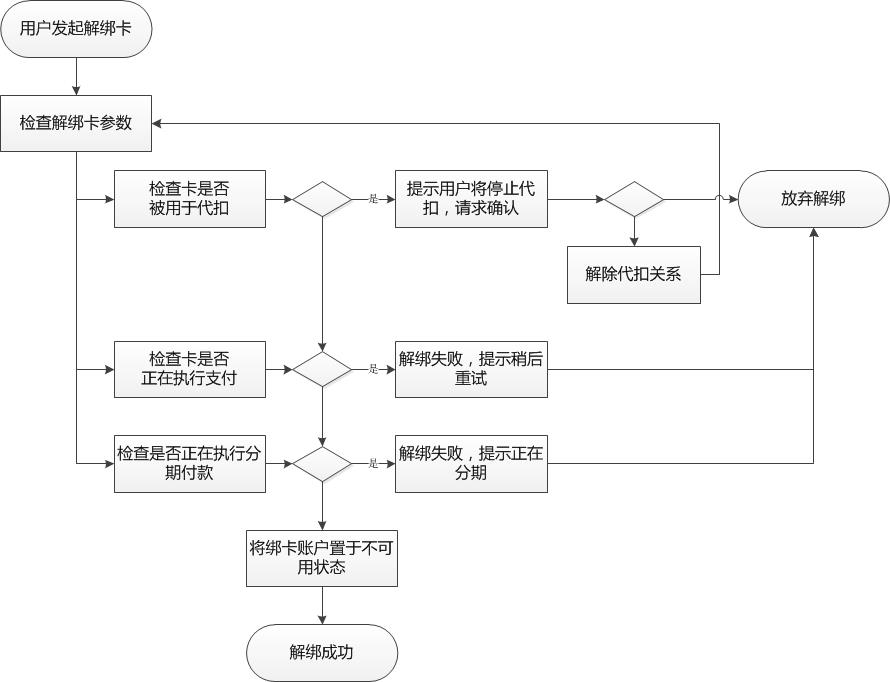 用户发起解绑卡
检查解绑卡参数
检查卡是否
被用于代扣
是
提示用户将停止代
扣，请求确认
放弃解绑
解除代扣关系
检查卡是否
正在执行支付
是
解绑失败，提示稍后
重试
检查是否正在执行分
期付款
是
解绑失败，提示正在
分期
将绑卡账户置于不可
用状态
解绑成功